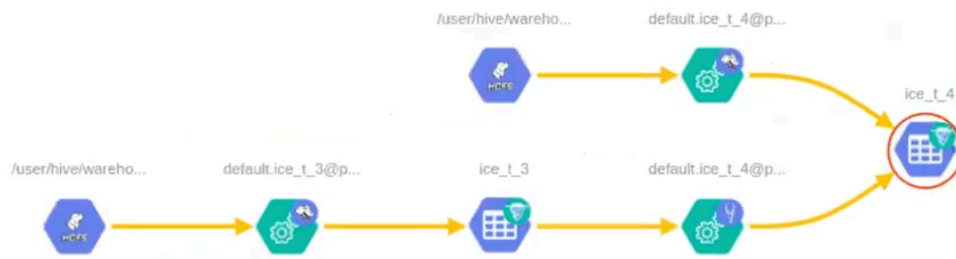 /user/hive/wareho...
default.ice_t_4@p...
ice_t_4
/user/hive/wareho...
default.ice_t_3@p...
ice_t_3
default.ice_t_4@p...
HDFS
HDFS